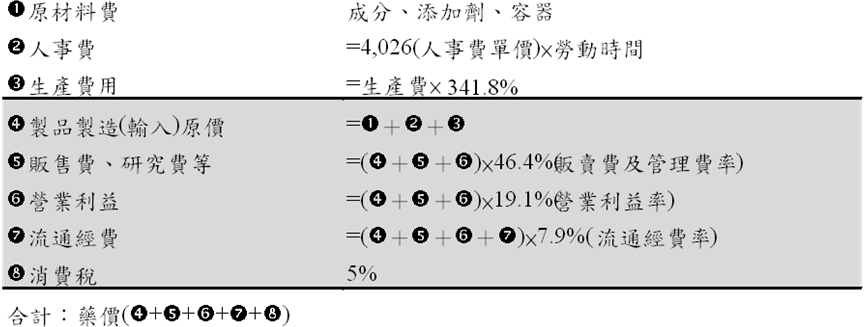 ❶原材料費 成分、添加劑、容器
❷人事費 =4,026(人事費單價)×勞動時間
❸生產費用 =生產費×341.8%
❹製品製造(輸入)原價 =❶+❷+❸
❺販售費、研究費等 =(❹+❺+❻)×46.4%(販賣費及管理費率)
❻營業利益 =(❹+❺+❻)×19.1%(營業利益率)
❼流通經費 =(❹+❺+❻+❼)×7.9%(流通經費率)
❽消費稅 5%
合計：藥價(❹+❺+❻+❼+❽)